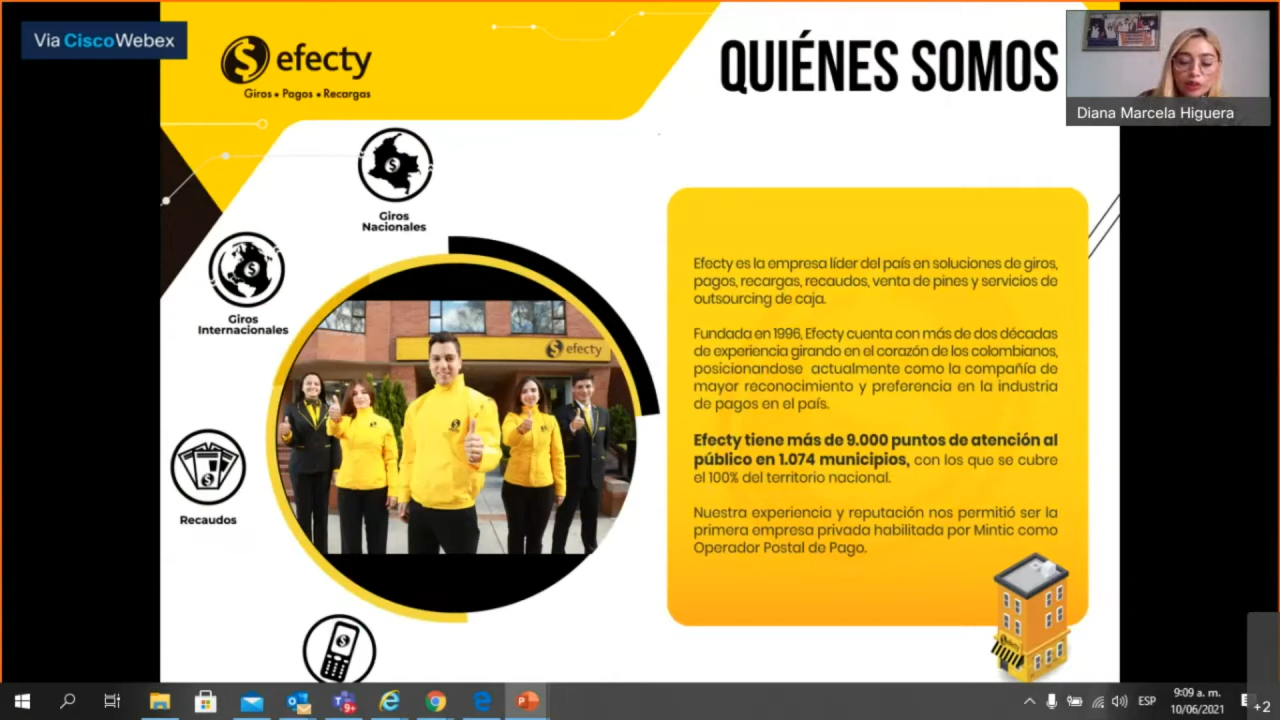 Via CiscoWebex
efecty
Giros • Pagos • Recargas
QUIÉNES SOMOS
Diana Marcela Higuera
Giros
Nacionales
Giros
Internacionales
efecty
Recaudos
Efecty es la empresa líder del país en soluciones de giros,
pagos, recargas, recaudos, venta de pines y servicios de
outsourcing de caja.
Fundada en 1996, Efecty cuenta con más de dos décadas
de experiencia girando en el corazón de los colombianos,
posicionandose actualmente como la compañía de
mayor reconocimiento y preferencia en la industria
de pagos en el país.
Efecty tiene más de 9.000 puntos de atención al
público en 1.074 municipios, con los que se cubre
el 100% del territorio nacional.
Nuestra experiencia y reputación nos permitió ser la
primera empresa privada habilitada por Mintic como
Operador Postal de Pago.
9+
ESP
9:09 a. m.
10/06/2021
+2